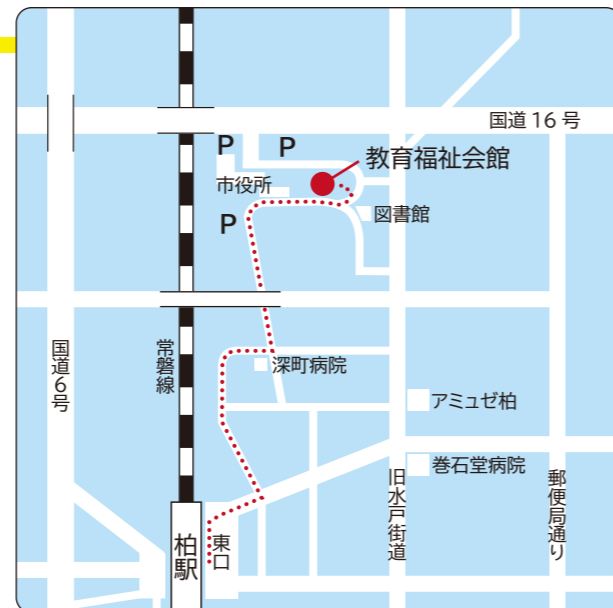 国道16号
P
P
教育福祉会館
市役所
図書館
P
国道6号
常磐線
深町病院
アミュゼ柏
巻石堂病院
旧水戸街道
郵便局通り
柏駅
東口